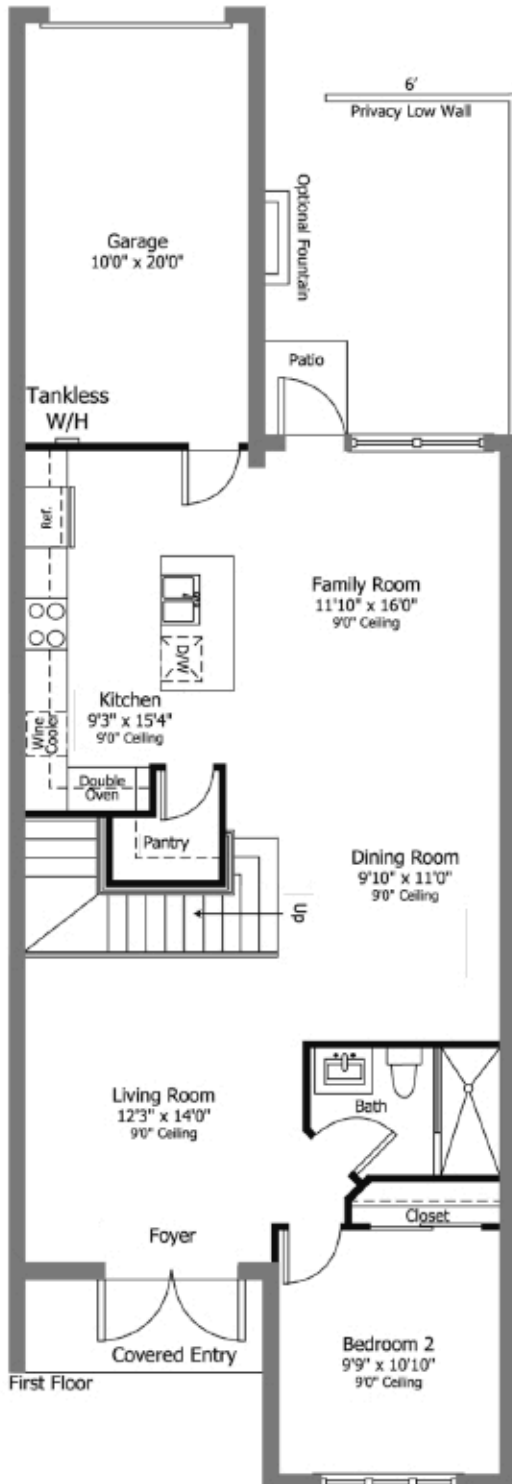 6'
Privacy Low Wall
Optional Fountain
Garage
10'0" x 20'0"
Patio
Tankless
W/H
Ref.
Family Room
11'10" x 16'0"
9'0" Ceiling
D/W
Kitchen
9'3" x 15'4"
9'0" Ceiling
Wine
Cooler
Double
Oven
Pantry
Dining Room
9'10" x 11'0"
9'0" Ceiling
Up
Living Room
12'3" x 14'0"
9'0" Ceiling
Bath
Closet
Foyer
Covered Entry
Bedroom 2
9'9" x 10'10"
9'0" Ceiling
First Floor